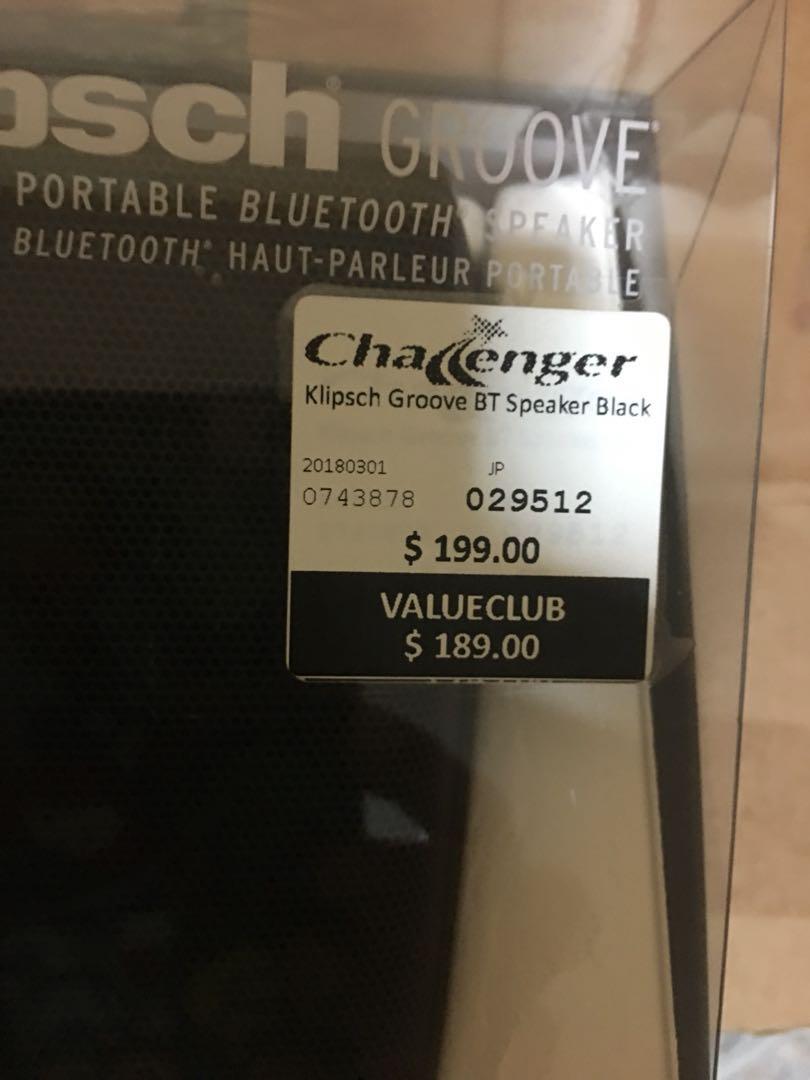 psch® GROOVE®
PORTABLE BLUETOOTH® SPEAKER
BLUETOOTH® HAUT-PARLEUR PORTABLE
Challenger
Klipsch Groove BT Speaker Black
20180301 JP
0743878 029512
$ 199.00
VALUECLUB
$ 189.00